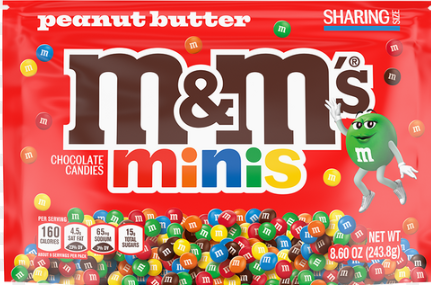 peanut butter
SHARING SIZE
m&m's®
CHOCOLATE
CANDIES
minis
m
PER SERVING
160
CALORIES
4.5g
SAT FAT
65mg
SODIUM
15g
TOTAL
SUGARS
NET WT
8.60 OZ (243.8g)